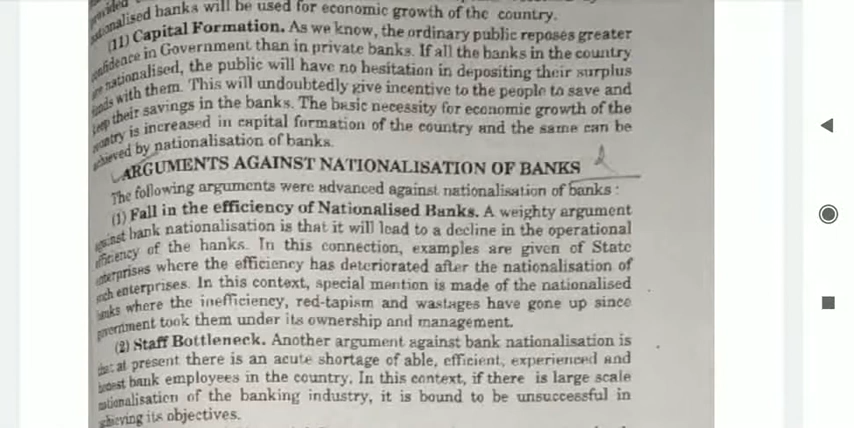 provided
nationalised banks will be used for economic growth of the country.
(11) Capital Formation. As we know, the ordinary public reposes greater
confidence in Government than in private banks. If all the banks in the country
are nationalised, the public will have no hesitation in depositing their surplus
funds with them. This will undoubtedly give incentive to the people to save and
keep their savings in the banks. The basic necessity for economic growth of the
country is increased in capital formation of the country and the same can be
achieved by nationalisation of banks.
ARGUMENTS AGAINST NATIONALISATION OF BANKS
The following arguments were advanced against nationalisation of banks :
(1) Fall in the efficiency of Nationalised Banks. A weighty argument
against bank nationalisation is that it will lead to a decline in the operational
efficiency of the banks. In this connection, examples are given of State
enterprises where the efficiency has deteriorated after the nationalisation of
such enterprises. In this context, special mention is made of the nationalised
banks where the inefficiency, red-tapism and wastages have gone up since
government took them under its ownership and management.
(2) Staff Bottleneck. Another argument against bank nationalisation is
that at present there is an acute shortage of able, efficient, experienced and
honest bank employees in the country. In this context, if there is large scale
nationalisation of the banking industry, it is bound to be unsuccessful in
achieving its objectives.